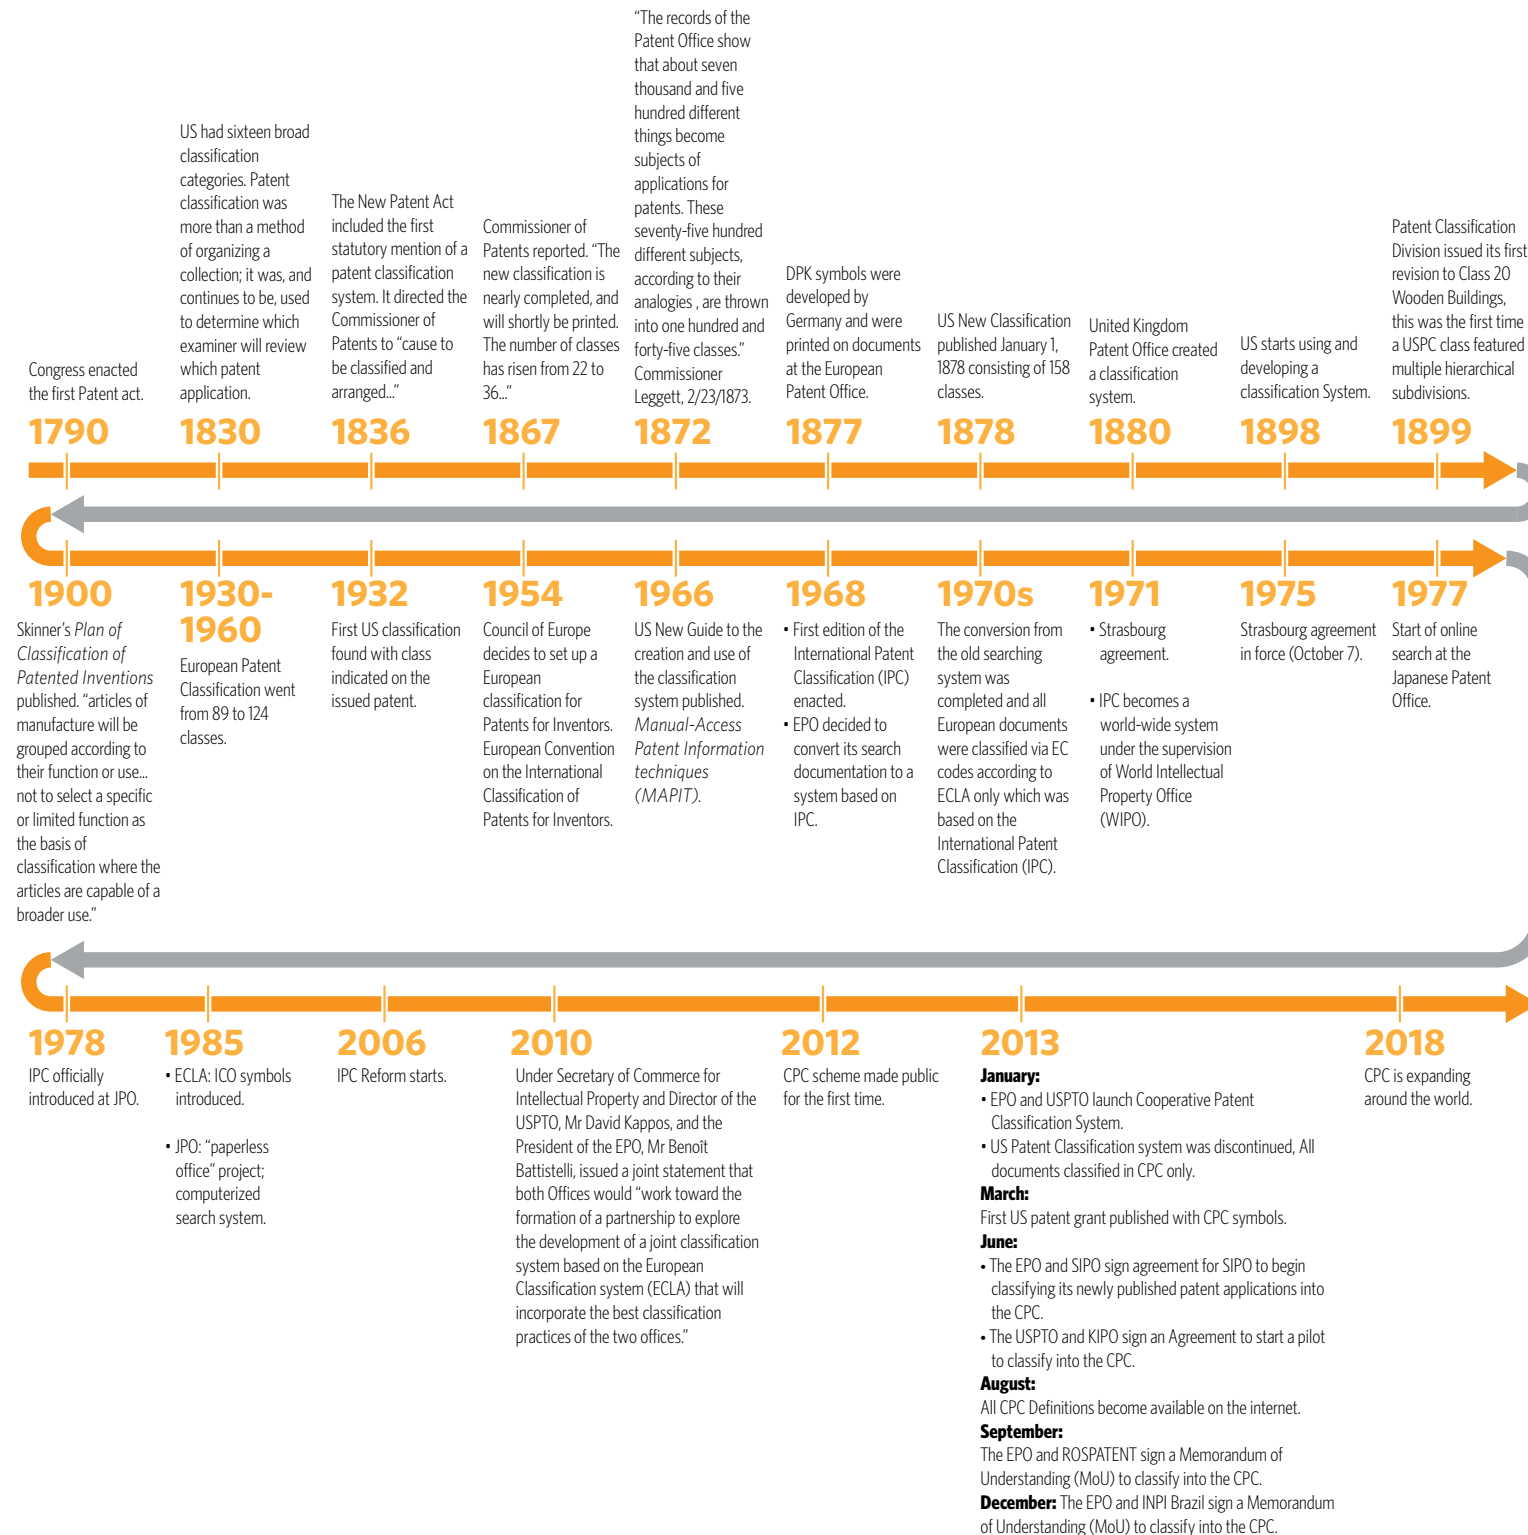 Congress enacted
the first Patent act.
1790
US had sixteen broad
classification
categories. Patent
classification was
more than a method
of organizing a
collection; it was, and
continues to be, used
to determine which
examiner will review
which patent
application.
1830
The New Patent Act
included the first
statutory mention of a
patent classification
system. It directed the
Commissioner of
Patents to “cause to
be classified and
arranged...”
1836
Commissioner of
Patents reported. “The
new classification is
nearly completed, and
will shortly be printed.
The number of classes
has risen from 22 to
36...”
1867
“The records of the
Patent Office show
that about seven
thousand and five
hundred different
things become
subjects of
applications for
patents. These
seventy-five hundred
different subjects,
according to their
analogies , are thrown
into one hundred and
forty-five classes.”
Commissioner
Leggett, 2/23/1873.
1872
DPK symbols were
developed by
Germany and were
printed on documents
at the European
Patent Office.
1877
US New Classification
published January 1,
1878 consisting of 158
classes.
1878
United Kingdom
Patent Office created
a classification
system.
1880
US starts using and
developing a
classification System.
1898
Patent Classification
Division issued its first
revision to Class 20
Wooden Buildings,
this was the first time
a USPC class featured
multiple hierarchical
subdivisions.
1899
1900
Skinner’s Plan of
Classification of
Patented Inventions
published. “articles of
manufacture will be
grouped according to
their function or use...
not to select a specific
or limited function as
the basis of
classification where the
articles are capable of a
broader use.”
1930-
1960
European Patent
Classification went
from 89 to 124
classes.
1932
First US classification
found with class
indicated on the
issued patent.
1954
Council of Europe
decides to set up a
European
classification for
Patents for Inventors.
European Convention
on the International
Classification of
Patents for Inventors.
1966
US New Guide to the
creation and use of
the classification
system published.
Manual-Access
Patent Information
techniques
(MAPIT).
1968
• First edition of the
International Patent
Classification (IPC)
enacted.
• EPO decided to
convert its search
documentation to a
system based on
IPC.
1970s
The conversion from
the old searching
system was
completed and all
European documents
were classified via EC
codes according to
ECLA only which was
based on the
International Patent
Classification (IPC).
1971
• Strasbourg
agreement.
• IPC becomes a
world-wide system
under the supervision
of World Intellectual
Property Office
(WIPO).
1975
Strasbourg agreement
in force (October 7).
1977
Start of online
search at the
Japanese Patent
Office.
1978
IPC officially
introduced at JPO.
1985
• ECLA: ICO symbols
introduced.
• JPO: “paperless
office” project;
computerized
search system.
2006
IPC Reform starts.
2010
Under Secretary of Commerce for
Intellectual Property and Director of the
USPTO, Mr David Kappos, and the
President of the EPO, Mr Benoît
Battistelli, issued a joint statement that
both Offices would “work toward the
formation of a partnership to explore
the development of a joint classification
system based on the European
Classification system (ECLA) that will
incorporate the best classification
practices of the two offices.”
2012
CPC scheme made public
for the first time.
2013
January:
• EPO and USPTO launch Cooperative Patent
Classification System.
• US Patent Classification system was discontinued, All
documents classified in CPC only.
March:
First US patent grant published with CPC symbols.
June:
• The EPO and SIPO sign agreement for SIPO to begin
classifying its newly published patent applications into
the CPC.
• The USPTO and KIPO sign an Agreement to start a pilot
to classify into the CPC.
August:
All CPC Definitions become available on the internet.
September:
The EPO and ROSPATENT sign a Memorandum of
Understanding (MoU) to classify into the CPC.
December: The EPO and INPI Brazil sign a Memorandum
of Understanding (MoU) to classify into the CPC.
2018
CPC is expanding
around the world.